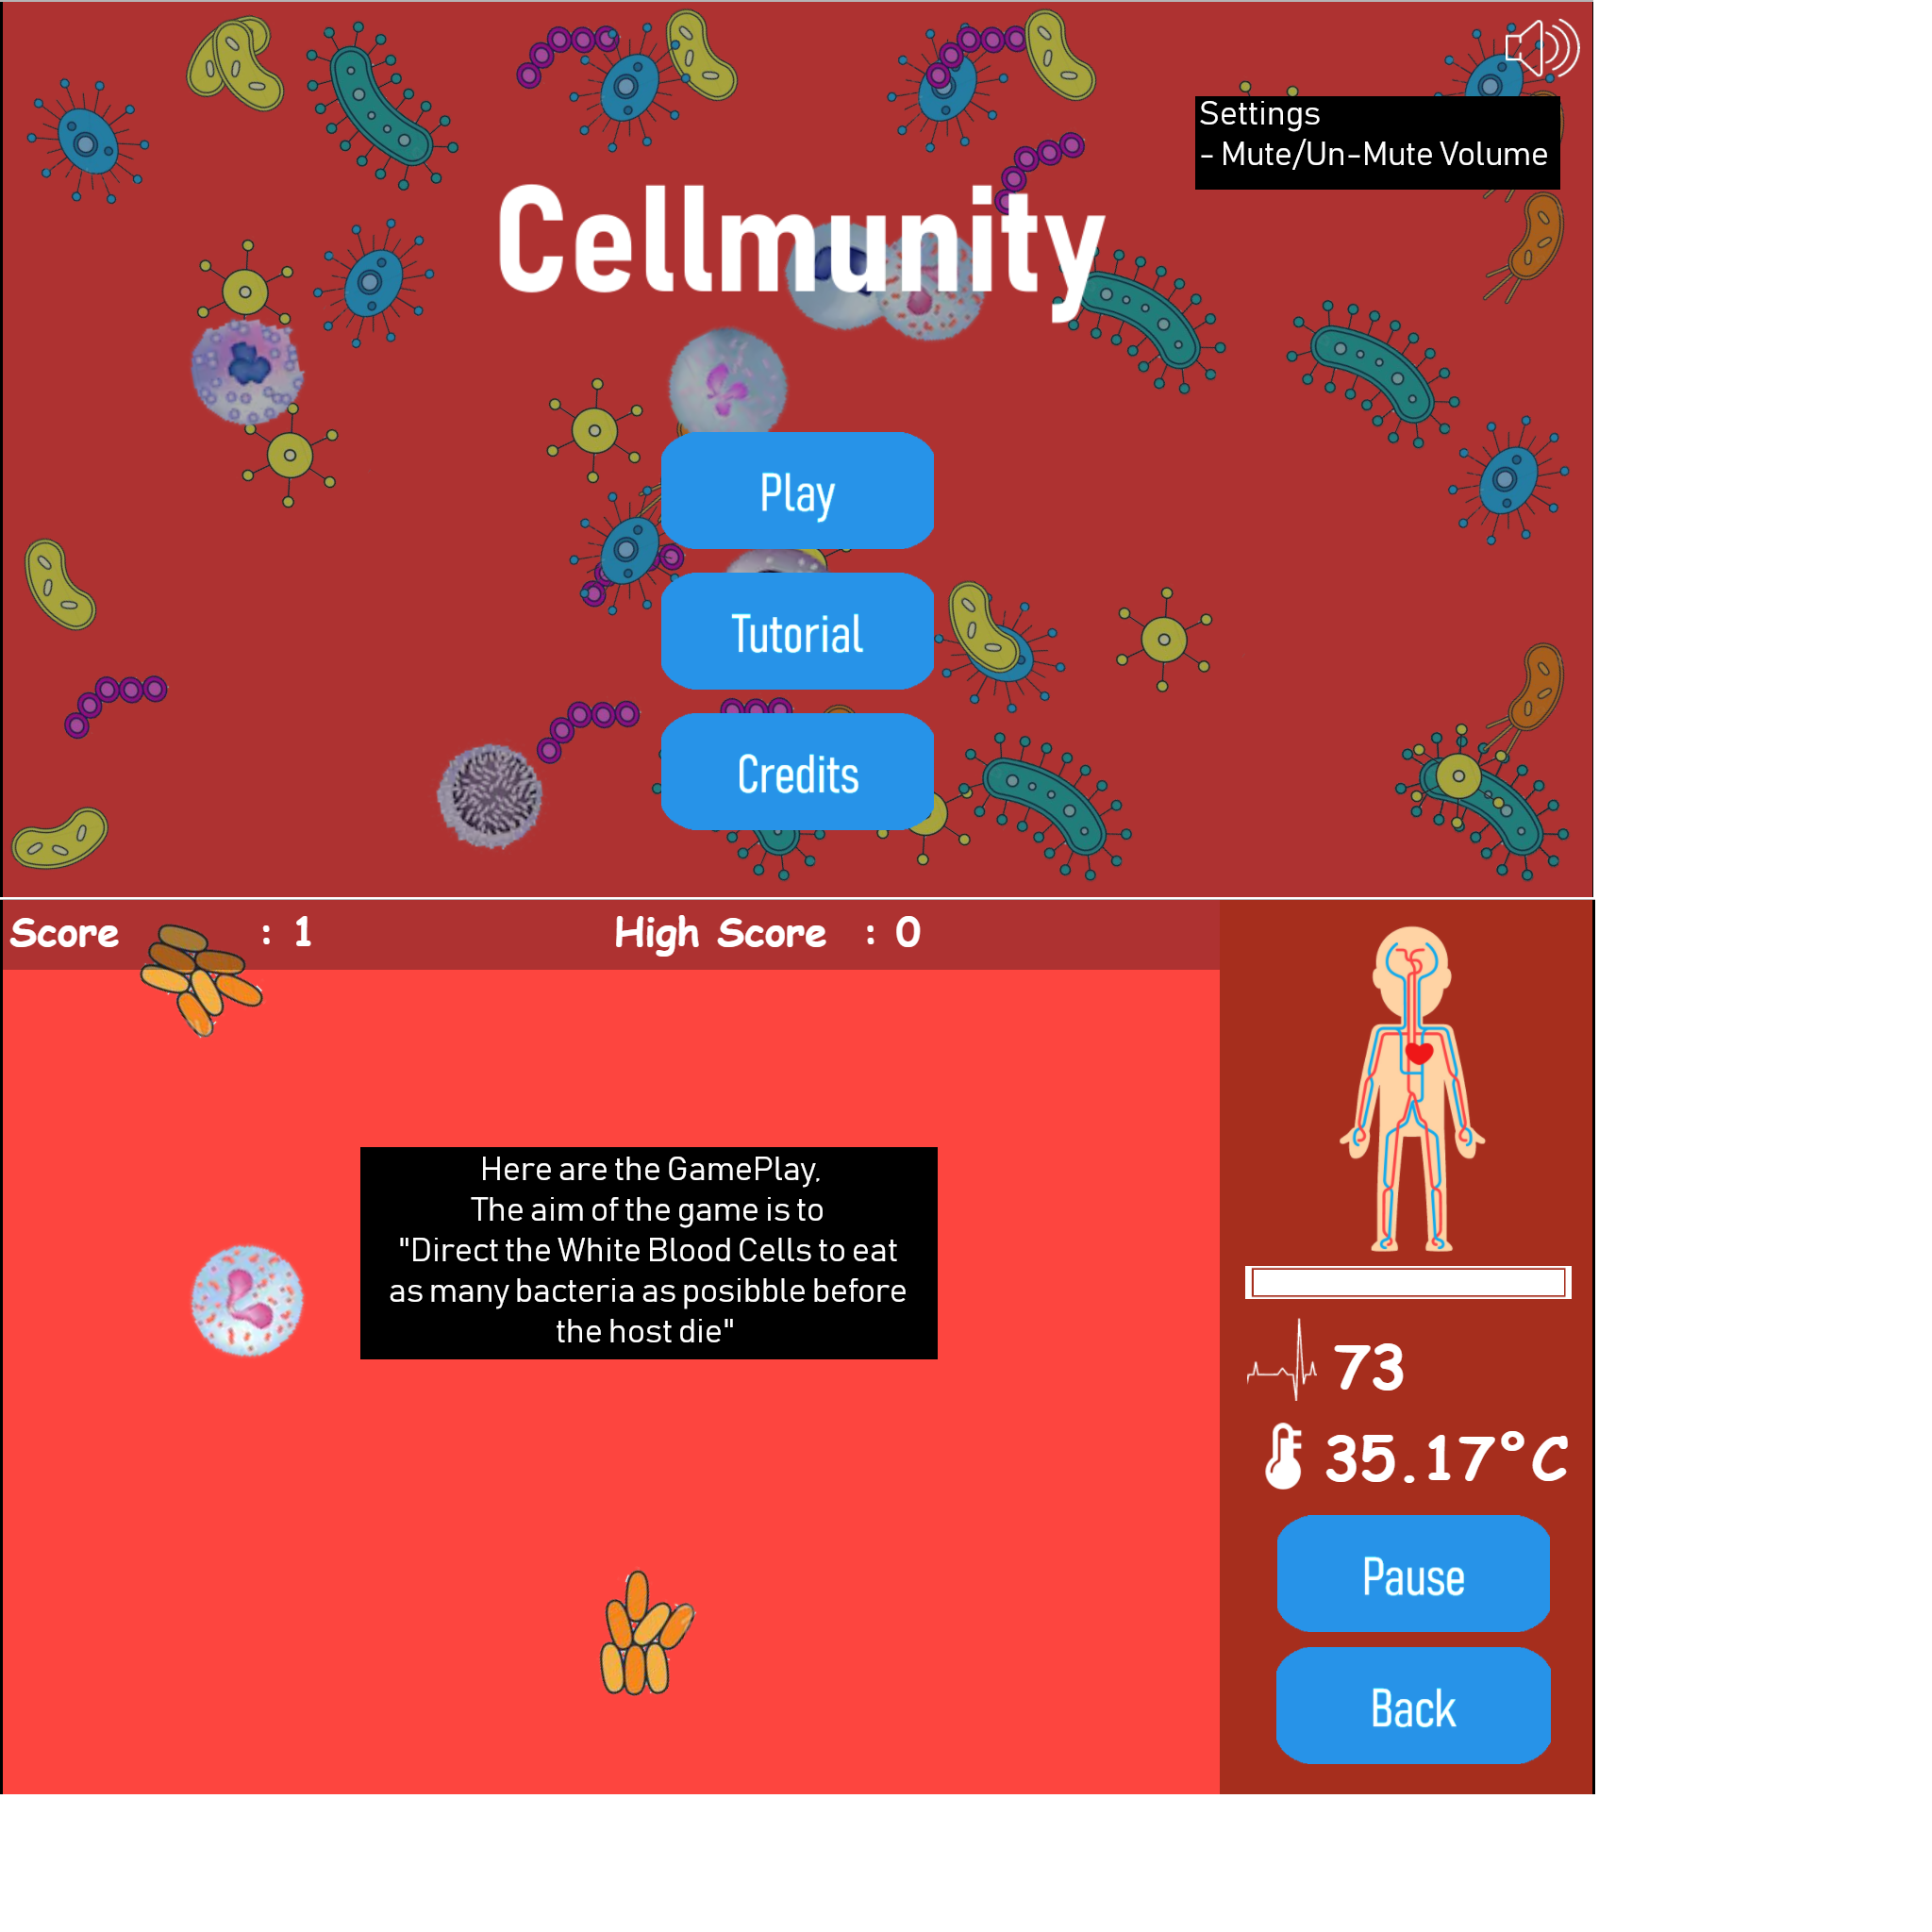 Settings
- Mute/Un-Mute Volume
Cellmunity
Play
Tutorial
Credits
Score : 1 High Score : 0
Here are the GamePlay,
The aim of the game is to
"Direct the White Blood Cells to eat
as many bacteria as posibble before
the host die"
73
35.17°C
Pause
Back